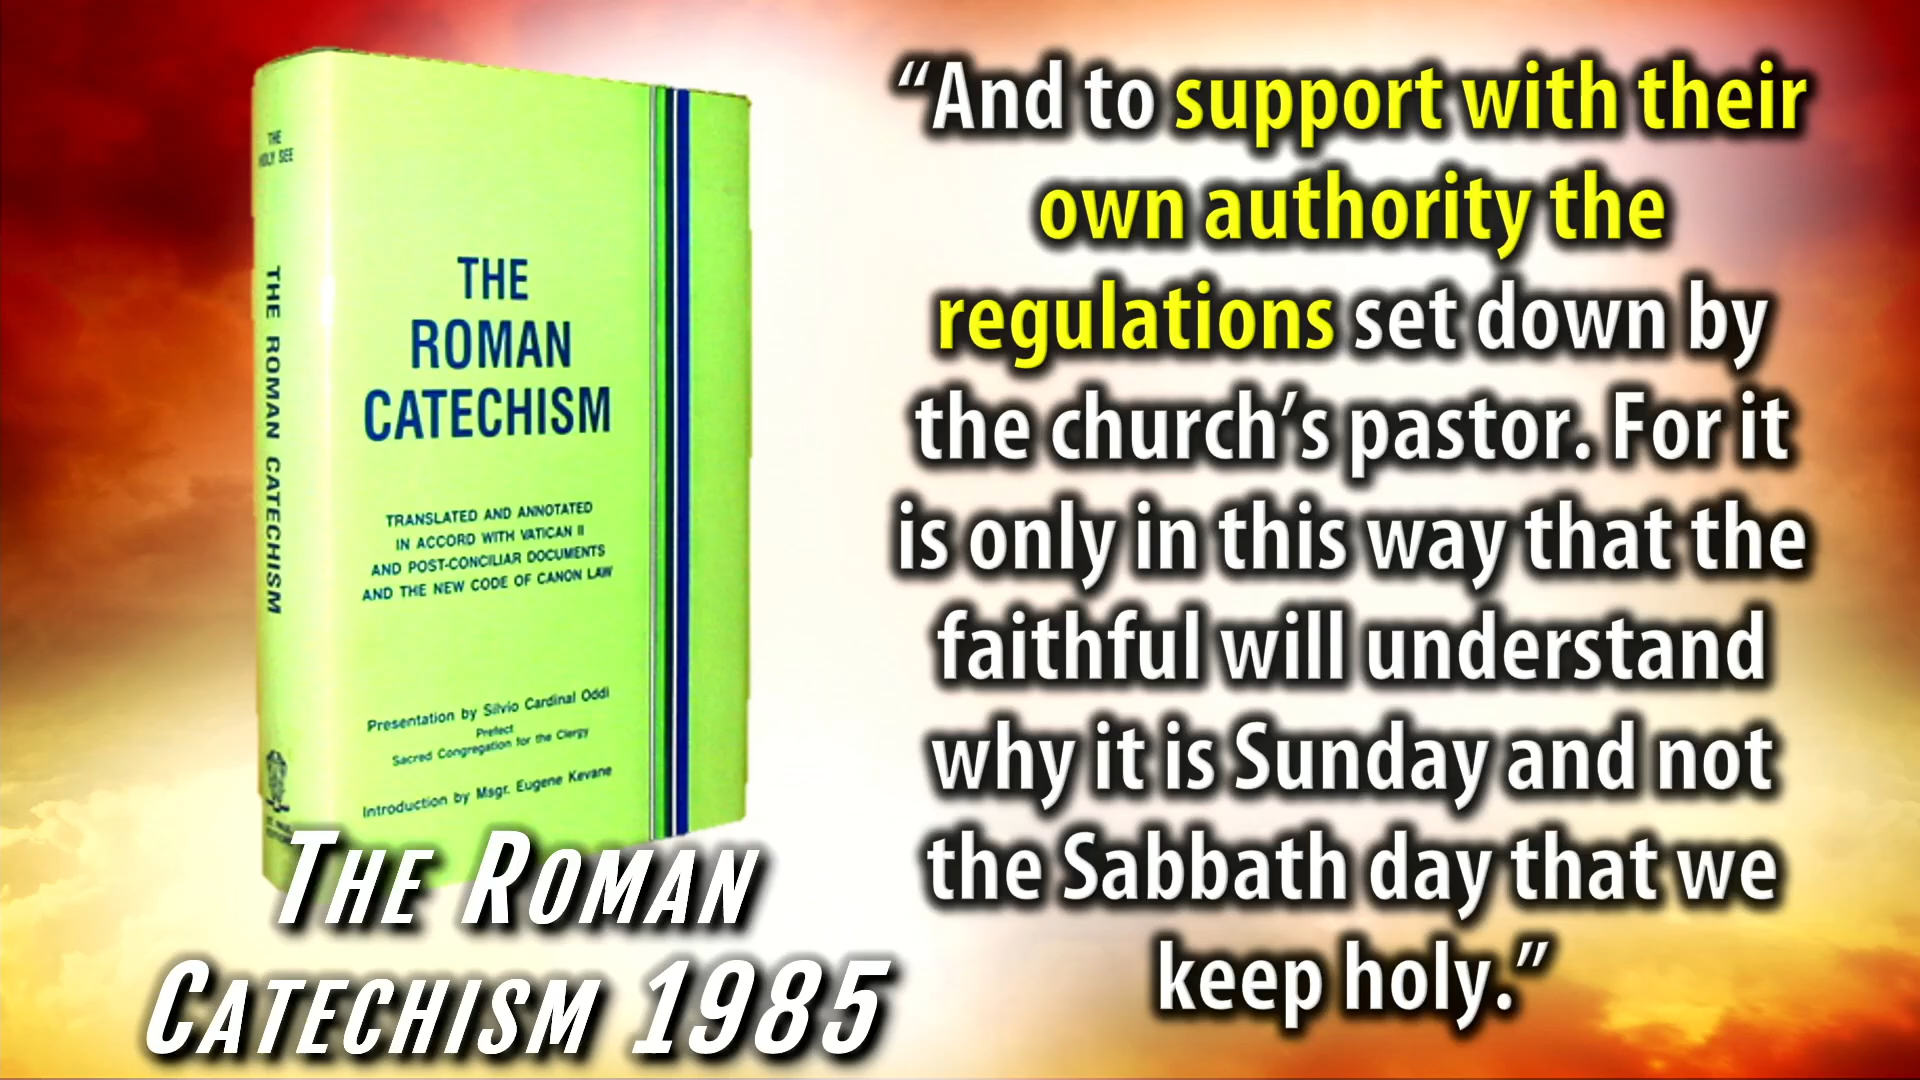 THE
HOLY SEE
THE ROMAN CATECHISM
THE
ROMAN
CATECHISM
TRANSLATED AND ANNOTATED
IN ACCORD WITH VATICAN II
AND POST-CONCILIAR DOCUMENTS
AND THE NEW CODE OF CANON LAW
Presentation by Silvio Cardinal Oddi
Prefect
Sacred Congregation for the Clergy
Introduction by Msgr. Eugene Kevane
THE ROMAN
CATECHISM 1985
“And to support with their
own authority the
regulations set down by
the church’s pastor. For it
is only in this way that the
faithful will understand
why it is Sunday and not
the Sabbath day that we
keep holy.”